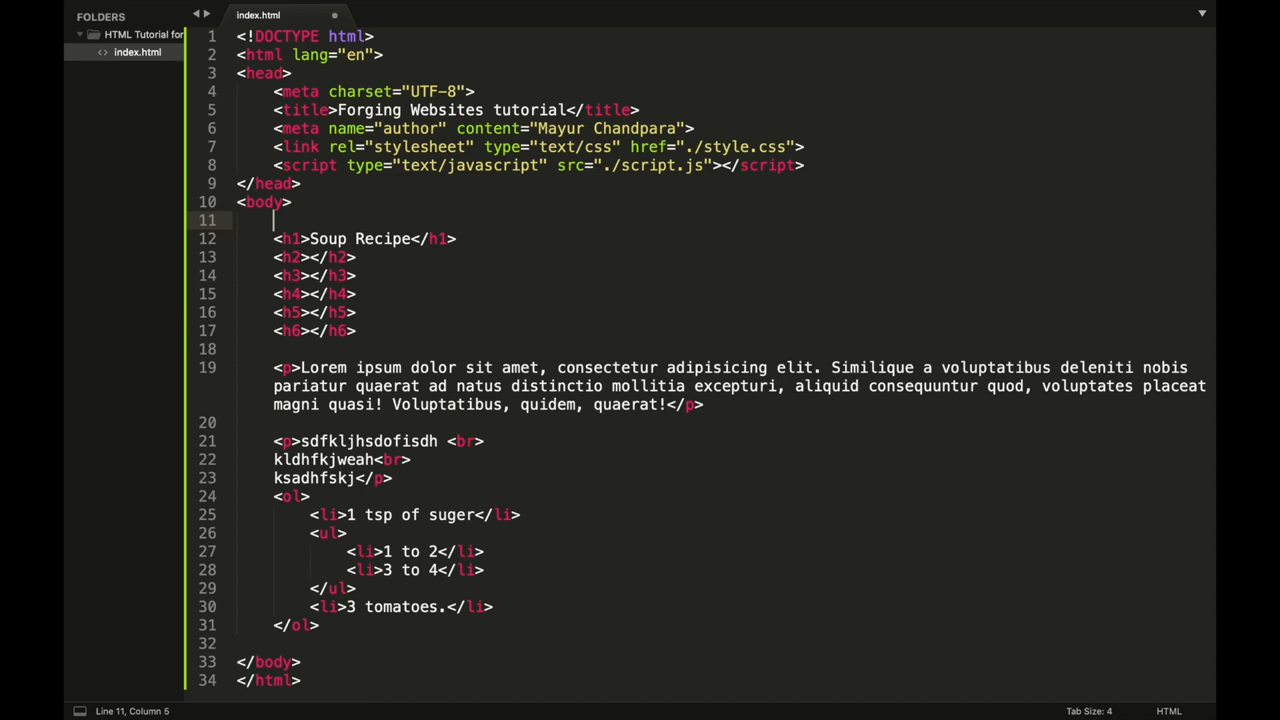 FOLDERS
HTML Tutorial for
index.html
index.html
1 <!DOCTYPE html>
2 <html lang="en">
3 <head>
4 <meta charset="UTF-8">
5 <title>Forging Websites tutorial</title>
6 <meta name="author" content="Mayur Chandpara">
7 <link rel="stylesheet" type="text/css" href="./style.css">
8 <script type="text/javascript" src="./script.js"></script>
9 </head>
10 <body>
11
12 <h1>Soup Recipe</h1>
13 <h2></h2>
14 <h3></h3>
15 <h4></h4>
16 <h5></h5>
17 <h6></h6>
18
19 <p>Lorem ipsum dolor sit amet, consectetur adipisicing elit. Similique a voluptatibus deleniti nobis
pariatur quaerat ad natus distinctio mollitia excepturi, aliquid consequuntur quod, voluptates placeat
magni quasi! Voluptatibus, quidem, quaerat!</p>
20
21 <p>sdfkljhsdofisdh <br>
22 kldhfkjweah<br>
23 ksadhfskj</p>
24 <ol>
25 <li>1 tsp of suger</li>
26 <ul>
27 <li>1 to 2</li>
28 <li>3 to 4</li>
29 </ul>
30 <li>3 tomatoes.</li>
31 </ol>
32
33 </body>
34 </html>
Line 11, Column 5
Tab Size: 4
HTML